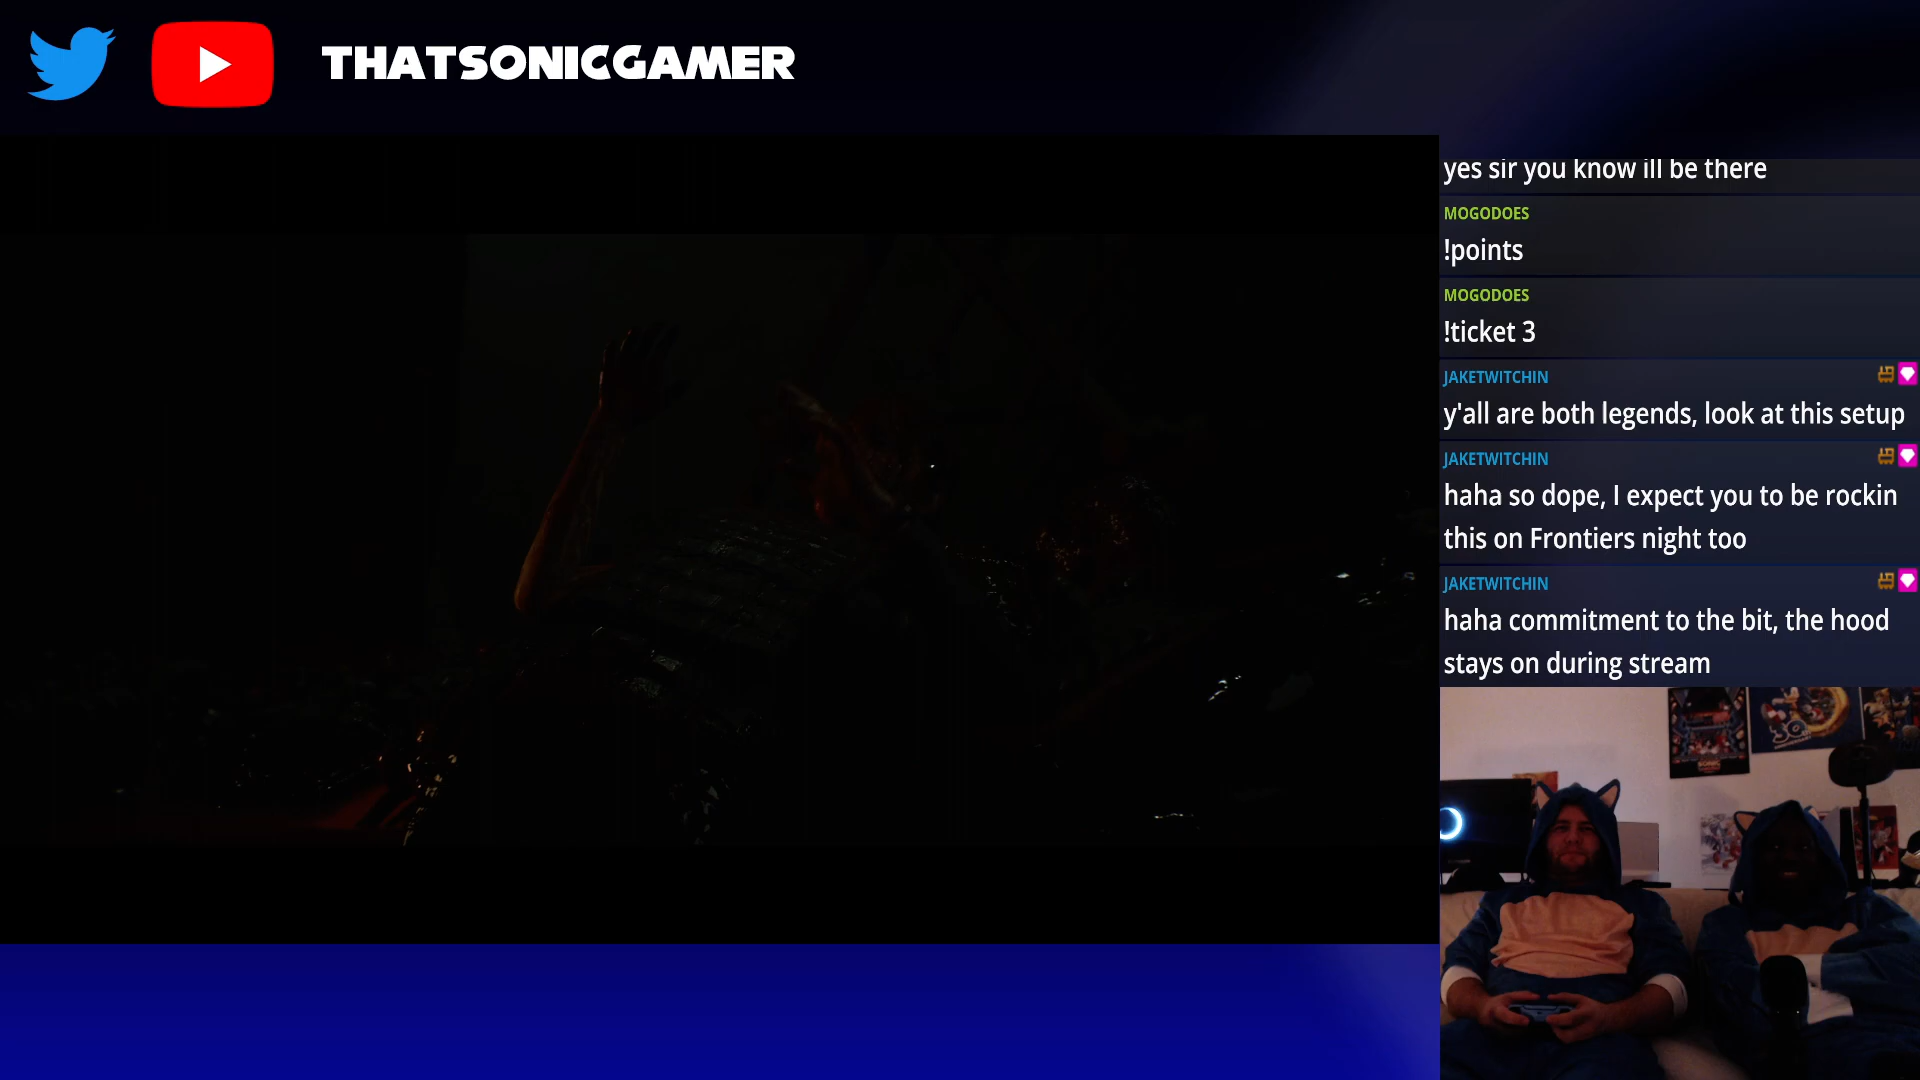 THATSONICGAMER
yes sir you know ill be there
MOGODOES
!points
MOGODOES
!ticket 3
JAKETWITCHIN
y'all are both legends, look at this setup
JAKETWITCHIN
haha so dope, I expect you to be rockin
this on Frontiers night too
JAKETWITCHIN
haha commitment to the bit, the hood
stays on during stream
SONIC